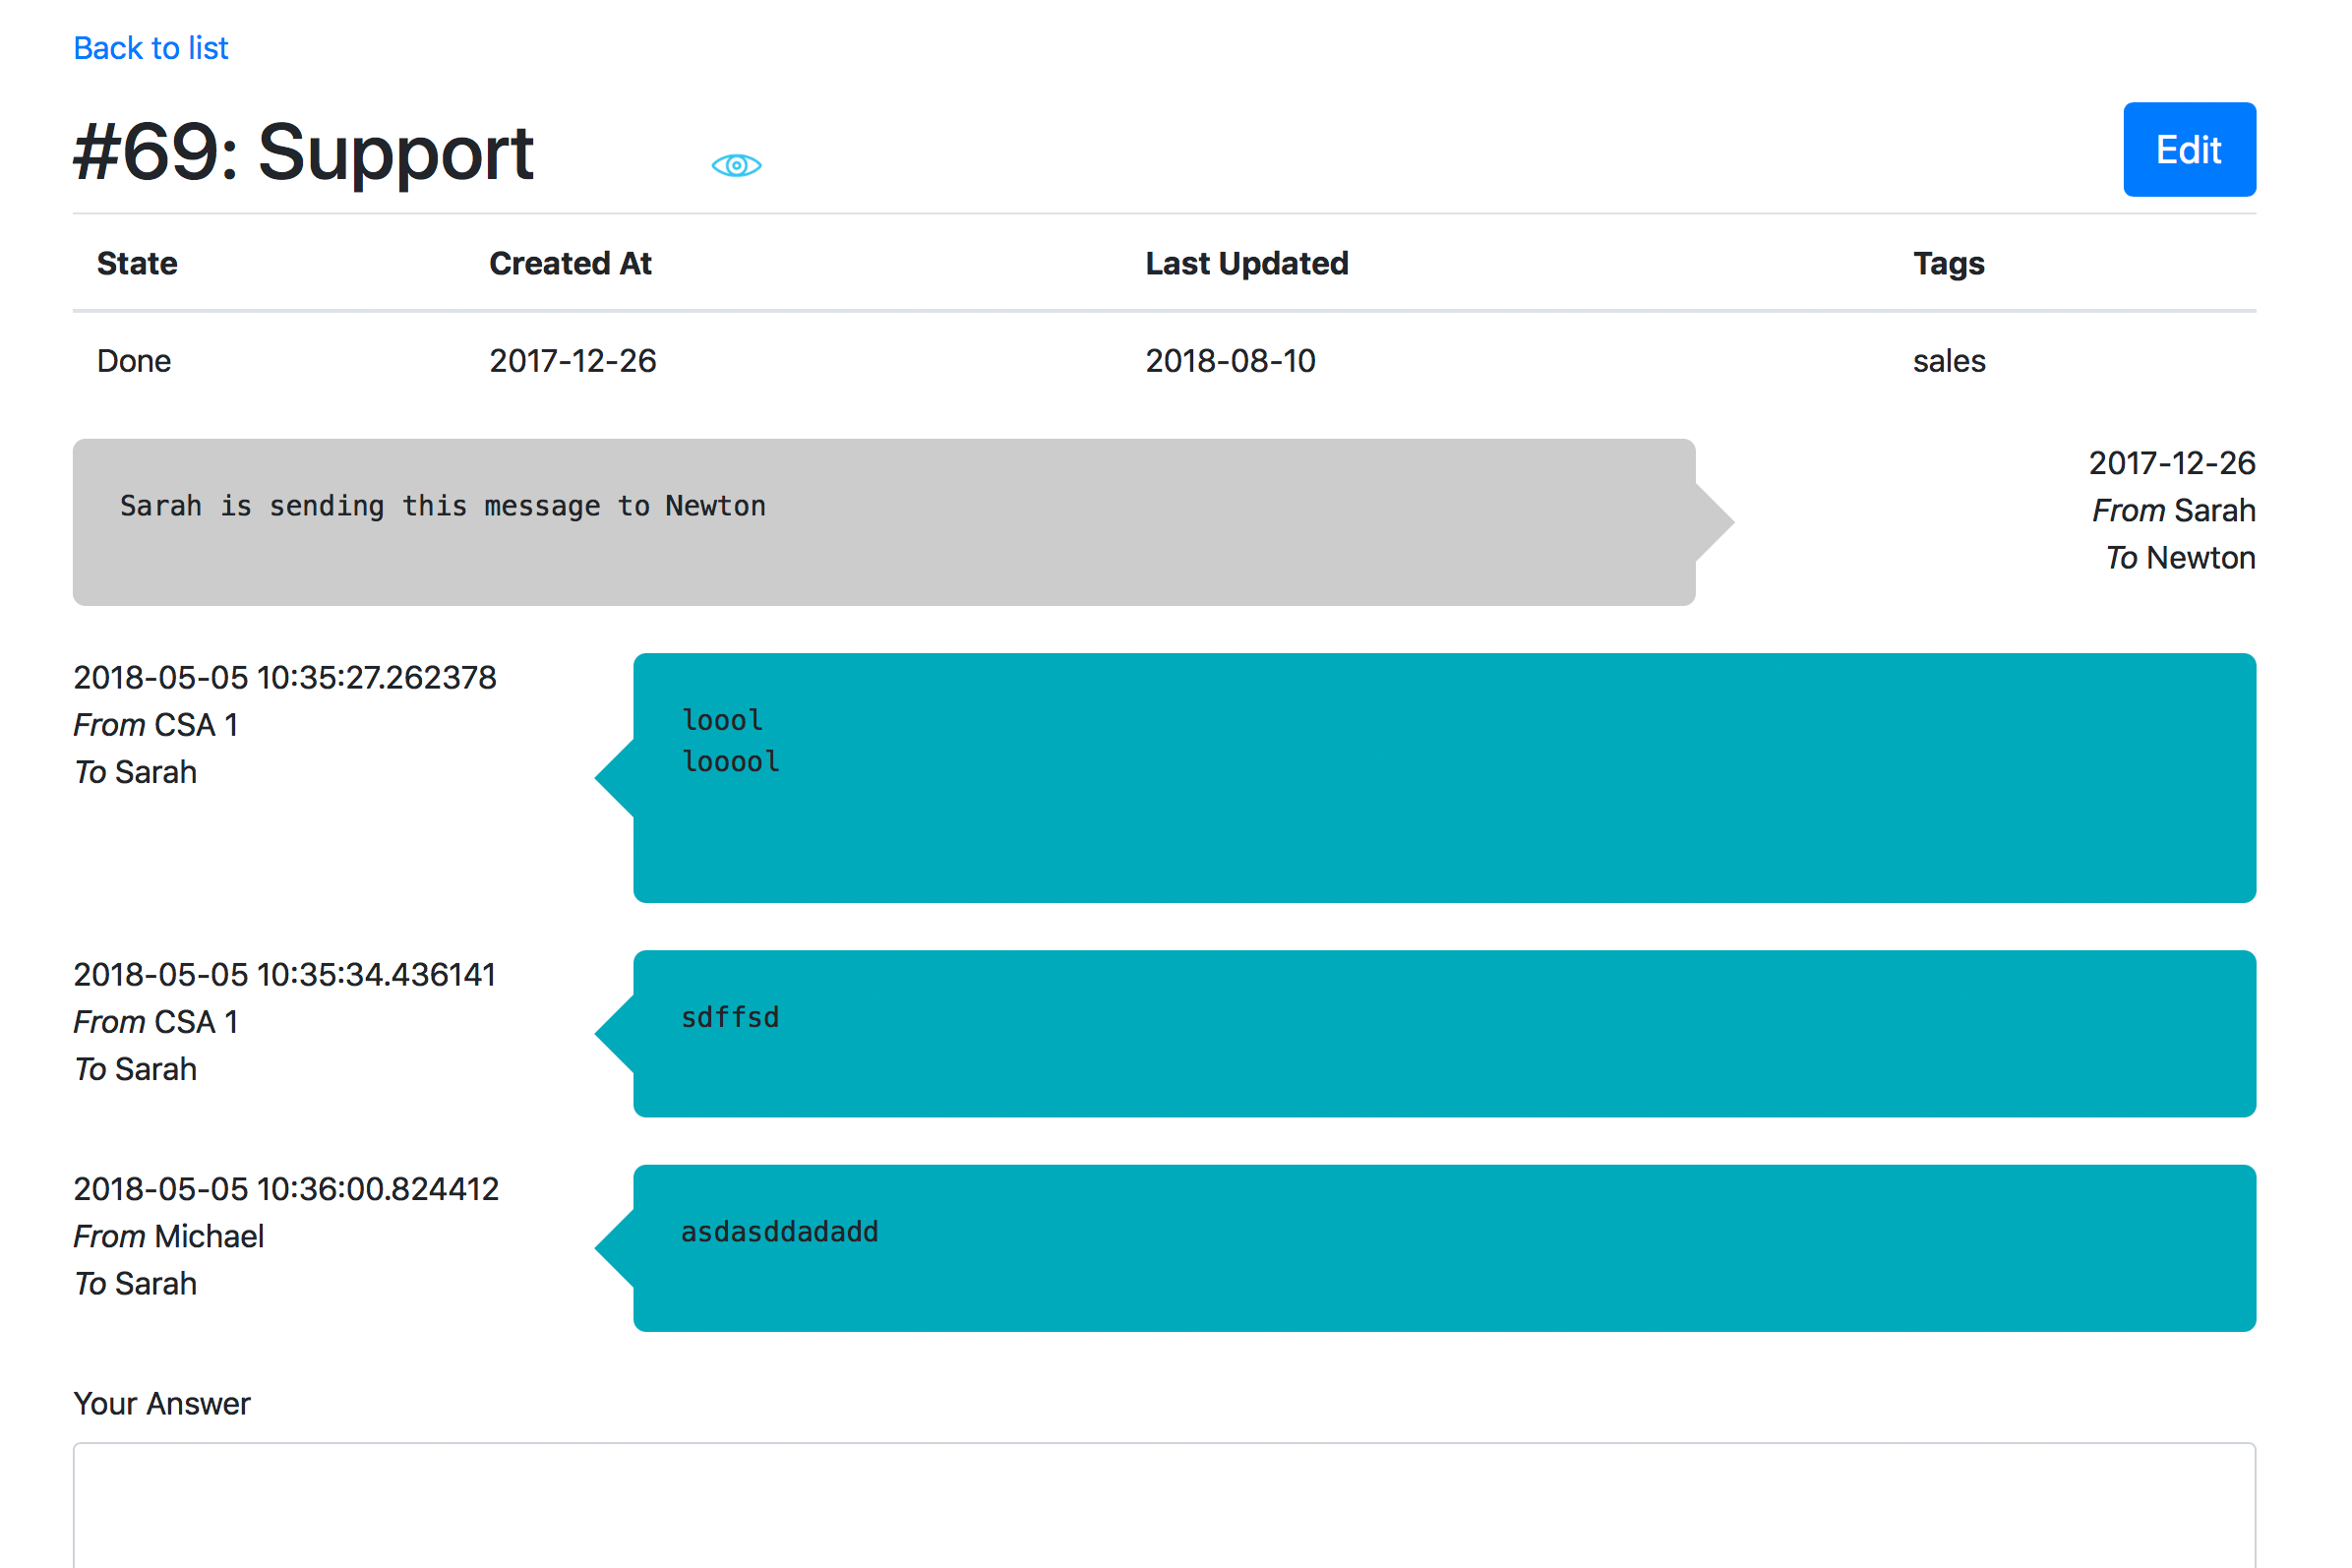 Back to list
#69: Support
Edit
State Created At Last Updated Tags
Done 2017-12-26 2018-08-10 sales
Sarah is sending this message to Newton
2017-12-26
From Sarah
To Newton
2018-05-05 10:35:27.262378
From CSA 1
To Sarah
loool
looool
2018-05-05 10:35:34.436141
From CSA 1
To Sarah
sdffsd
2018-05-05 10:36:00.824412
From Michael
To Sarah
asdasddadadd
Your Answer